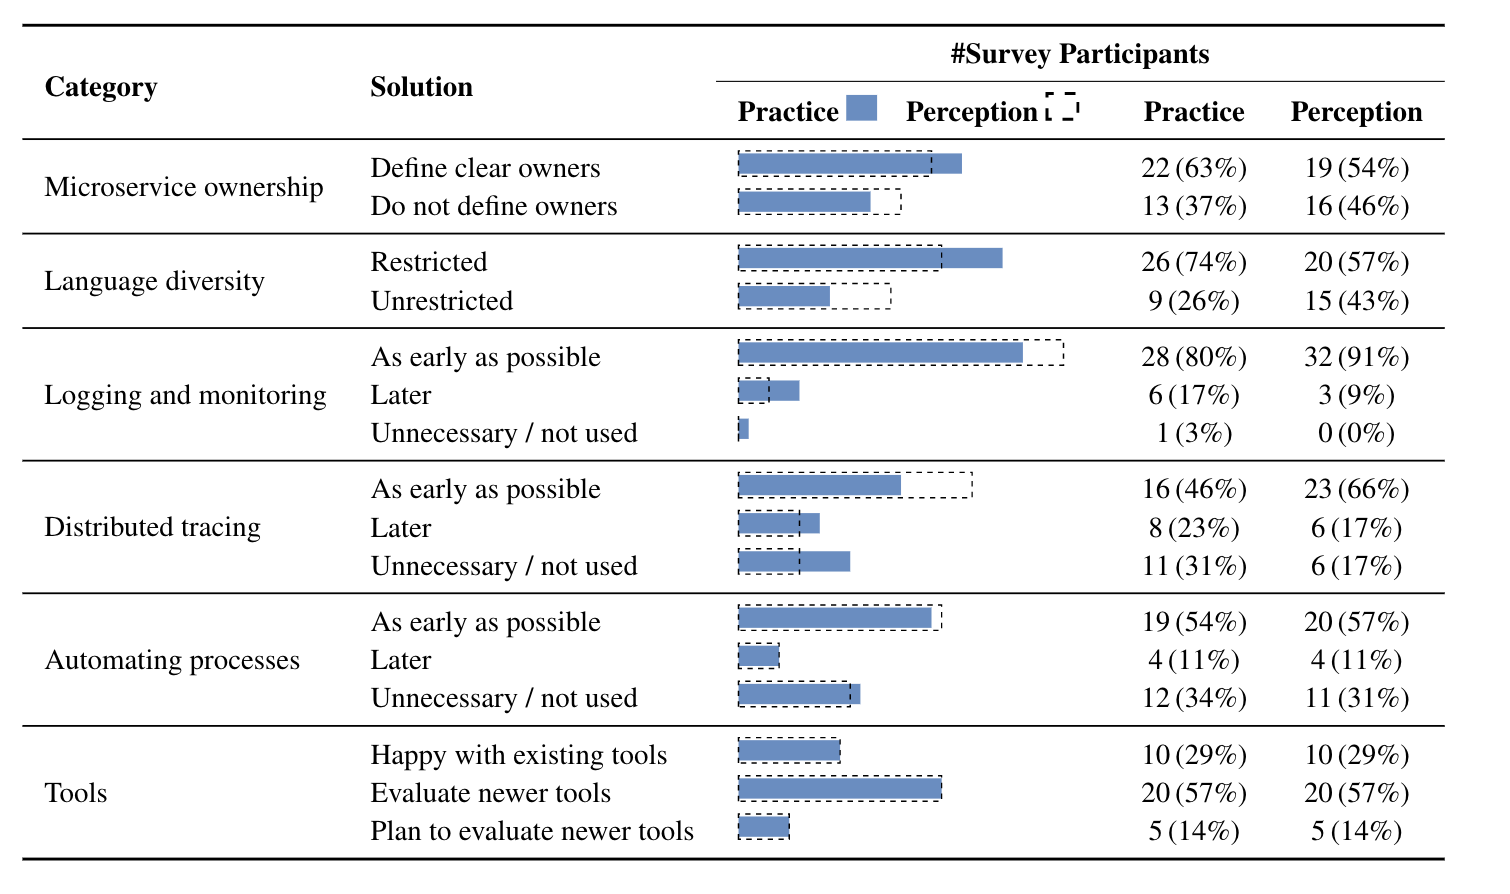 #Survey Participants
Category Solution
Practice Perception Practice Perception
Microservice ownership
Define clear owners 22 (63%) 19 (54%)
Do not define owners 13 (37%) 16 (46%)
Language diversity
Restricted 26 (74%) 20 (57%)
Unrestricted 9 (26%) 15 (43%)
Logging and monitoring
As early as possible 28 (80%) 32 (91%)
Later 6 (17%) 3 (9%)
Unnecessary / not used 1 (3%) 0 (0%)
Distributed tracing
As early as possible 16 (46%) 23 (66%)
Later 8 (23%) 6 (17%)
Unnecessary / not used 11 (31%) 6 (17%)
Automating processes
As early as possible 19 (54%) 20 (57%)
Later 4 (11%) 4 (11%)
Unnecessary / not used 12 (34%) 11 (31%)
Tools
Happy with existing tools 10 (29%) 10 (29%)
Evaluate newer tools 20 (57%) 20 (57%)
Plan to evaluate newer tools 5 (14%) 5 (14%)